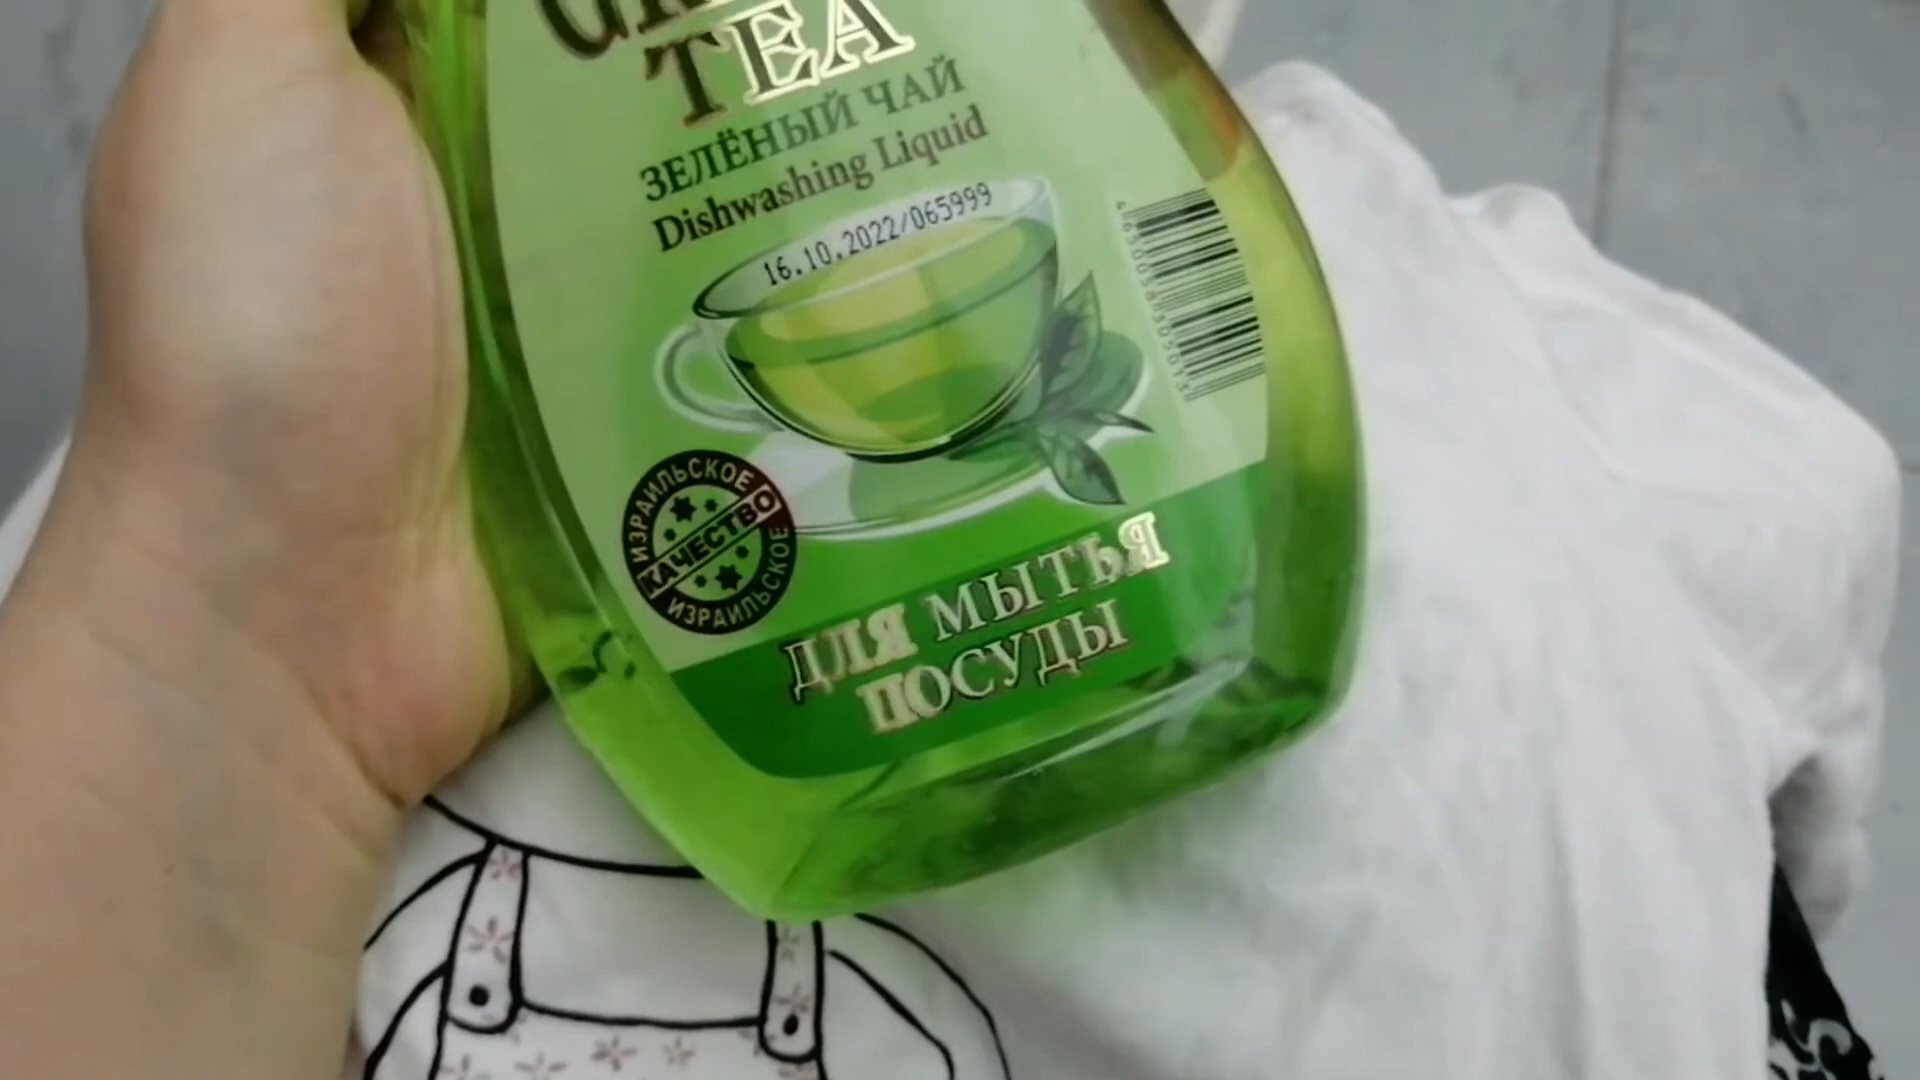 TEA
ЗЕЛЁНЫЙ ЧАЙ
Dishwashing Liquid
16.10.2022/065999
ИЗРАИЛЬСКОЕ
КАЧЕСТВО
ИЗРАИЛЬСКОЕ
ДЛЯ МЫТЬЯ
ПОСУДЫ